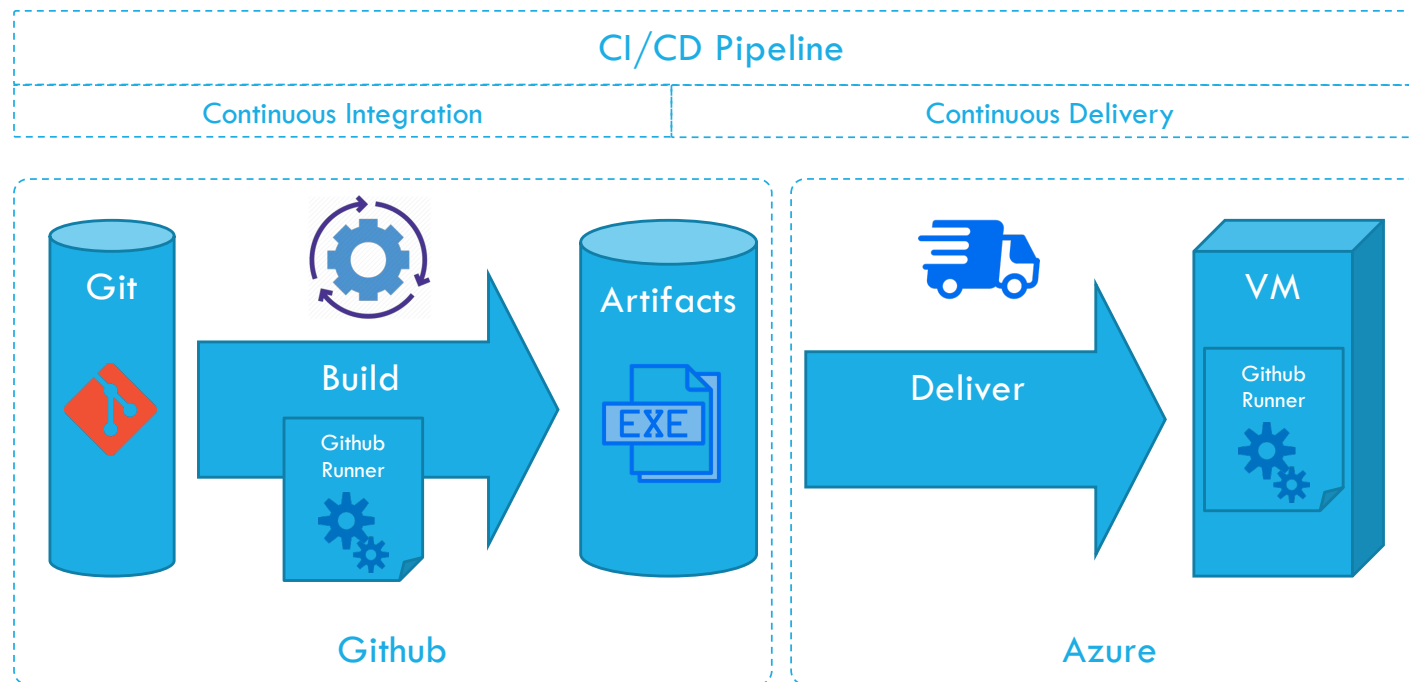 CI/CD Pipeline
Continuous Integration
Continuous Delivery
Git
Build
Github
Runner
Artifacts
EXE
Deliver
VM
Github
Runner
Github
Azure